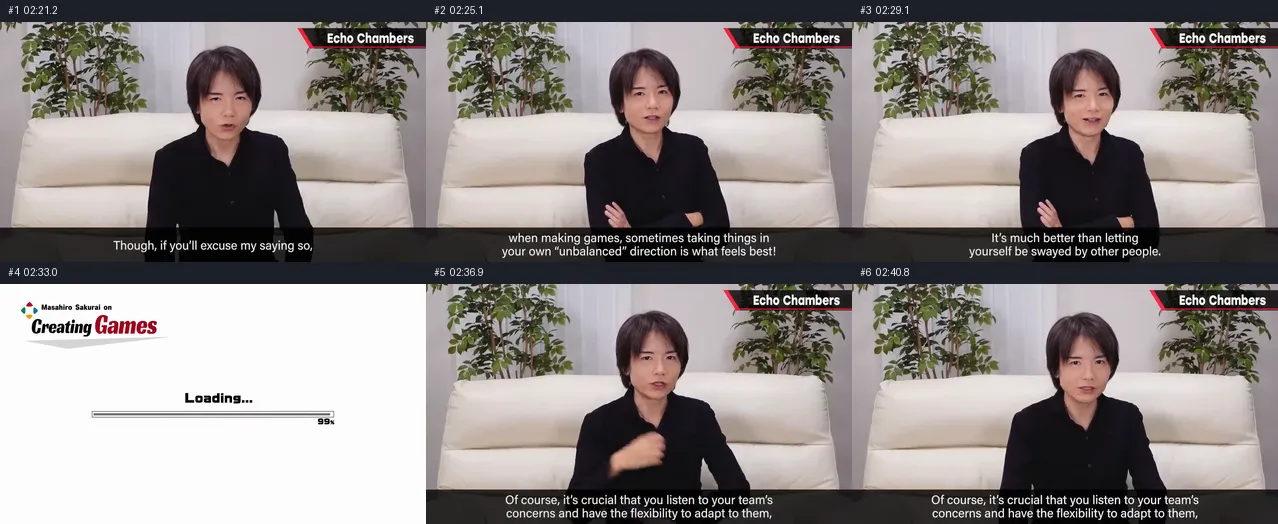 #1 02:21.2
Echo Chambers
Though, if you'll excuse my saying so,
#2 02:25.1
Echo Chambers
when making games, sometimes taking things in
your own “unbalanced” direction is what feels best!
#3 02:29.1
Echo Chambers
It's much better than letting
yourself be swayed by other people.
#4 02:33.0
Masahiro Sakurai on
Creating Games
Loading...
99%
#5 02:36.9
Echo Chambers
Of course, it's crucial that you listen to your team's
concerns and have the flexibility to adapt to them,
#6 02:40.8
Echo Chambers
Of course, it's crucial that you listen to your team's
concerns and have the flexibility to adapt to them,